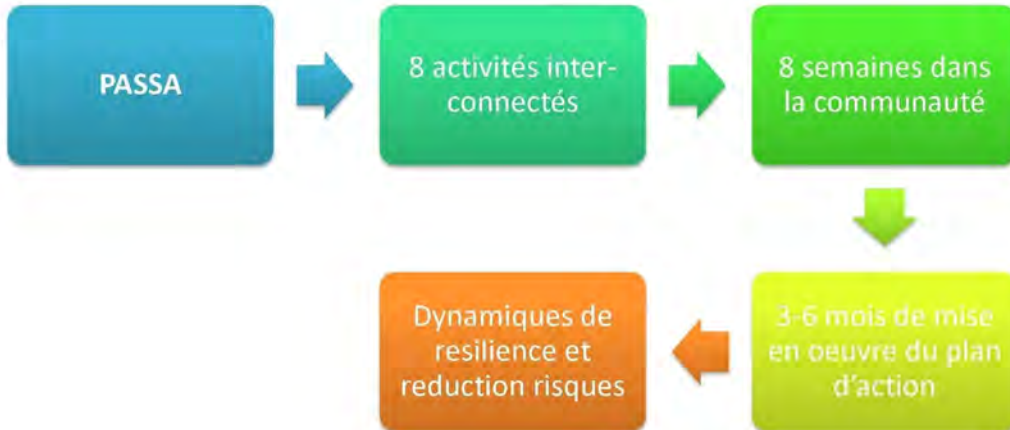 PASSA
8 activités inter-
connectés
8 semaines dans
la communauté
3-6 mois de mise
en oeuvre du plan
d'action
Dynamiques de
resilience et
reduction risques